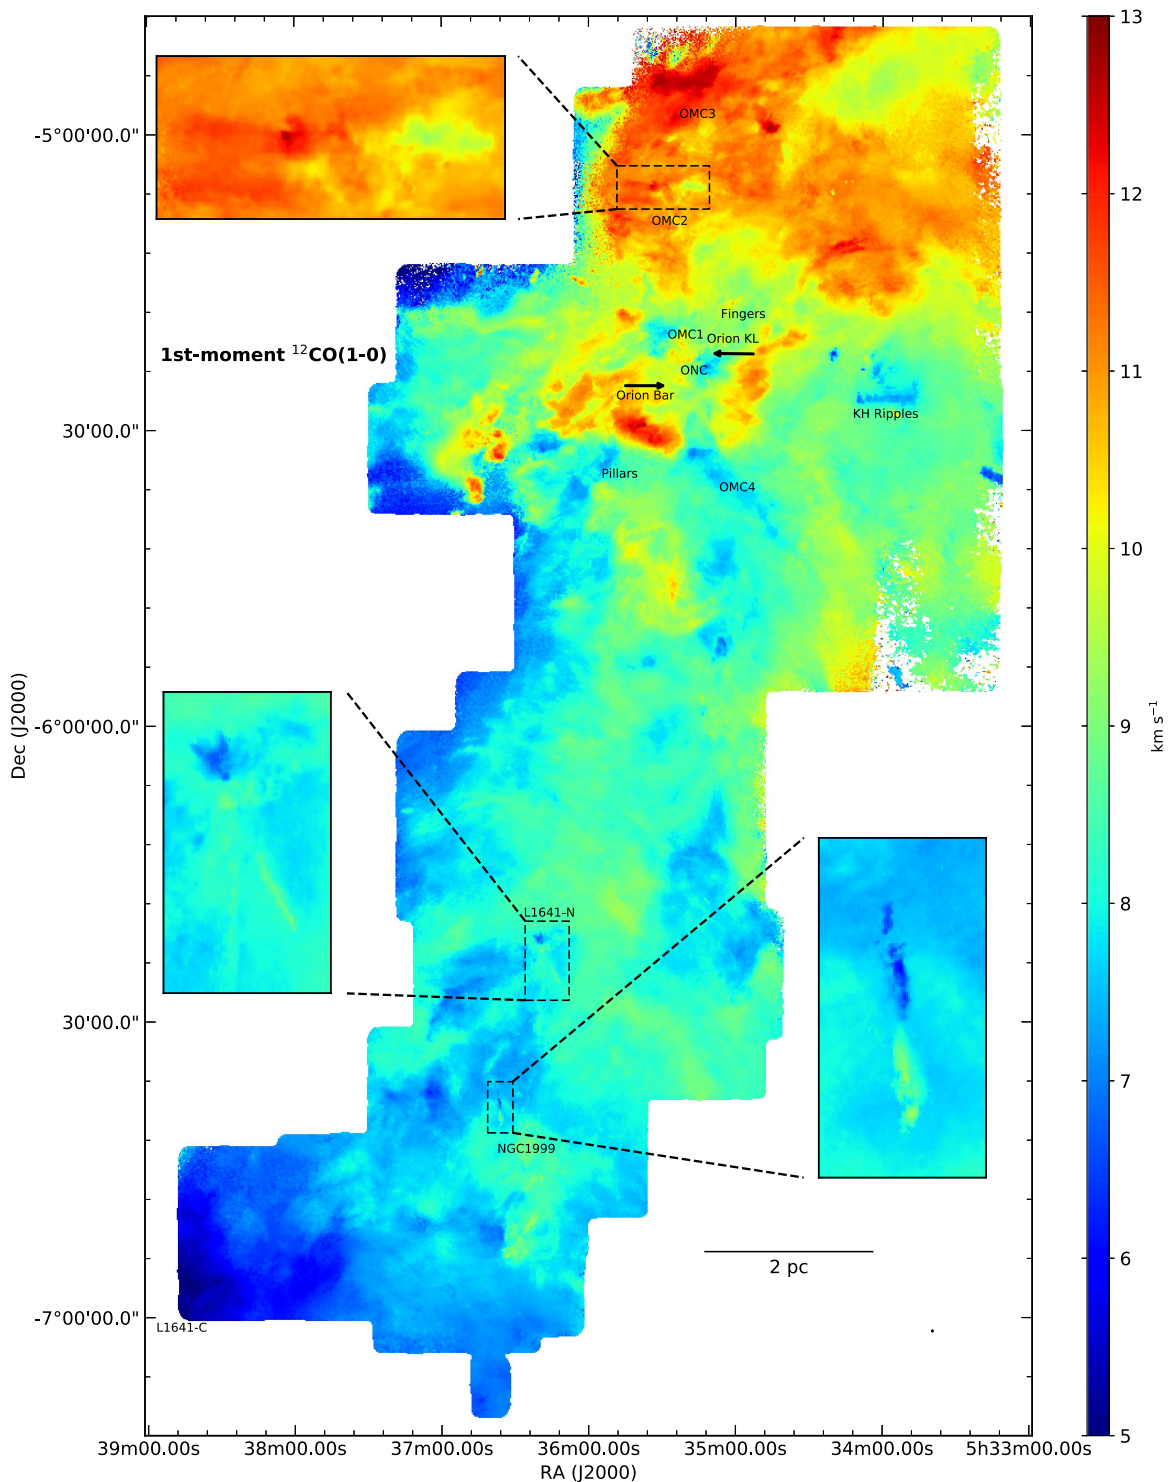 13
OMC3
-5°00'00.0"
12
OMC2
Fingers
OMC1 Orion KL
1st-moment ¹²CO(1-0)
ONC
11
Orion Bar
KH Ripples
30'00.0"
Pillars
OMC4
10
Dec (J2000)
-6°00'00.0"
9
km s⁻¹
8
L1641-N
30'00.0"
7
NGC1999
6
2 pc
-7°00'00.0"
L1641-C
5
39m00.00s 38m00.00s 37m00.00s 36m00.00s 35m00.00s 34m00.00s 5h33m00.00s
RA (J2000)